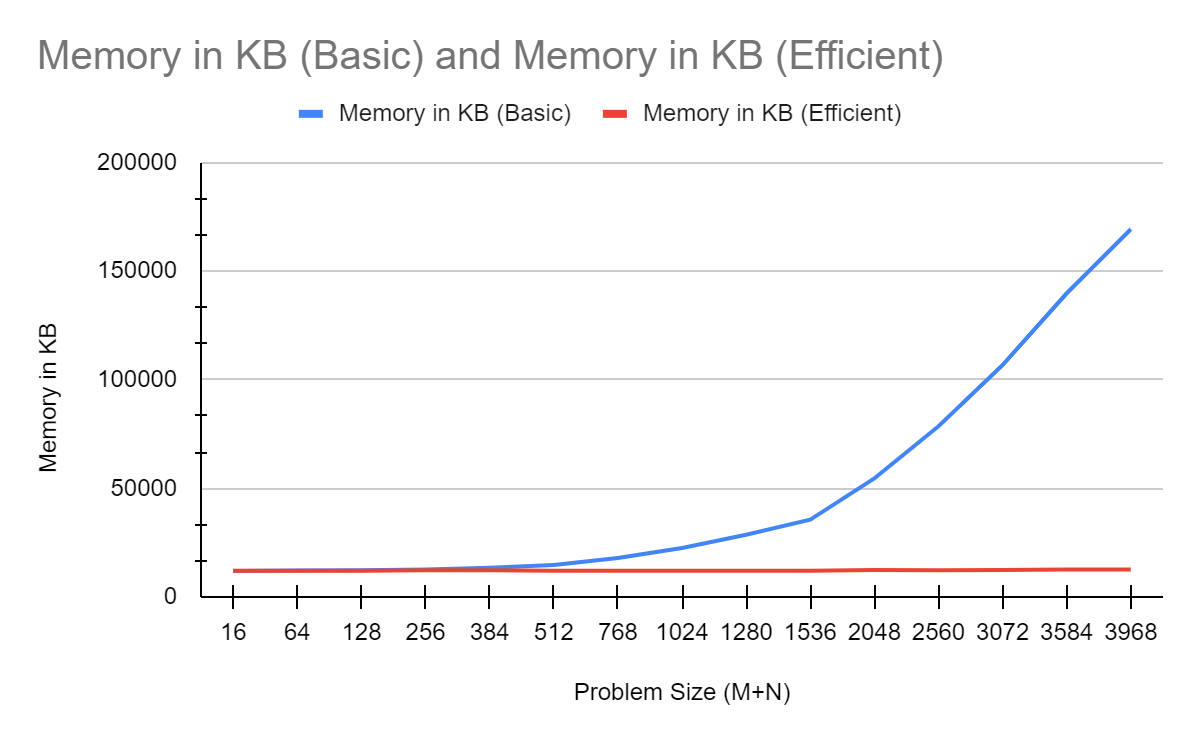 Memory in KB (Basic) and Memory in KB (Efficient)
Memory in KB (Basic) Memory in KB (Efficient)
200000
150000
100000
50000
0
Memory in KB
16 64 128 256 384 512 768 1024 1280 1536 2048 2560 3072 3584 3968
Problem Size (M+N)